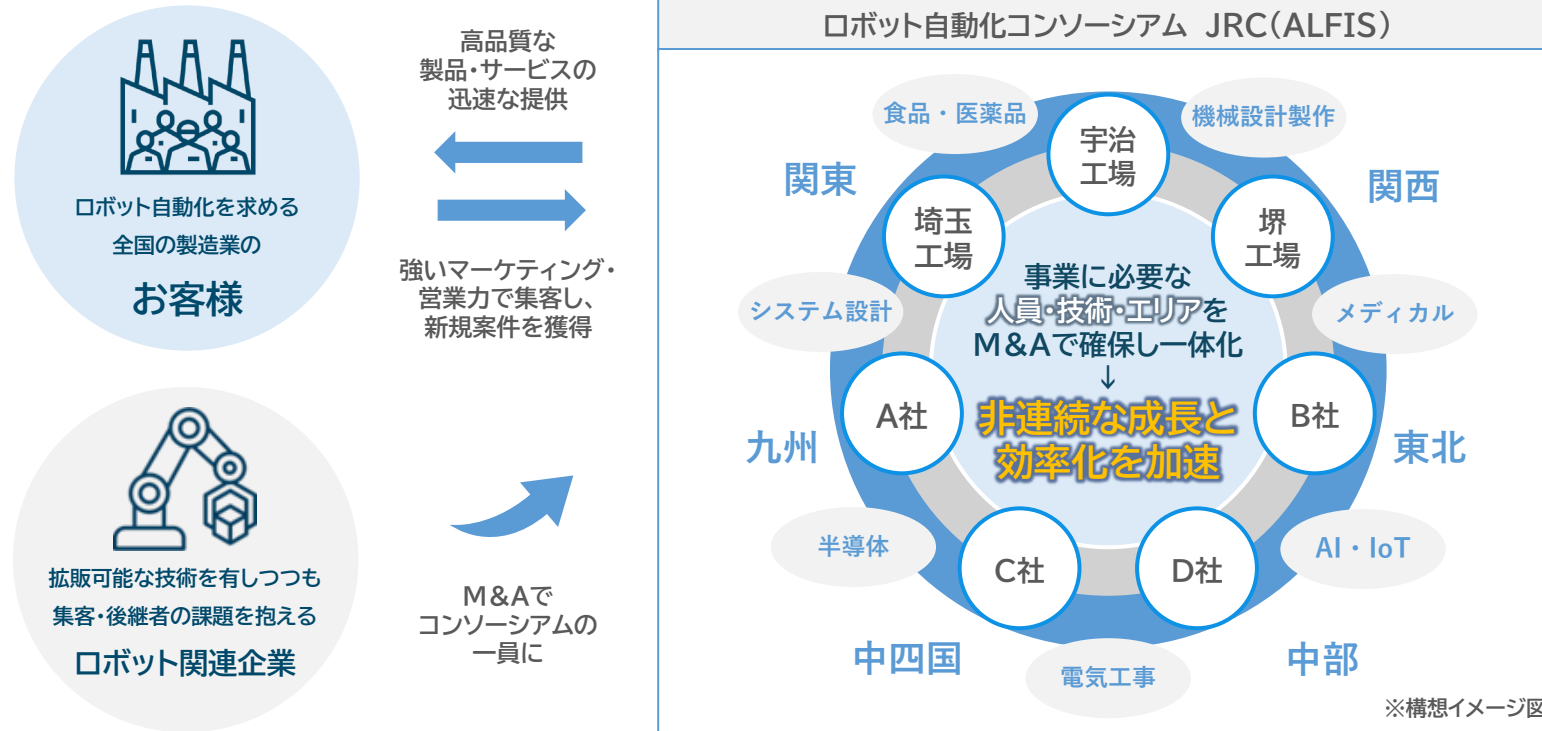 ロボット自動化を求める
全国の製造業の
お客様
拡販可能な技術を有しつつも
集客・後継者の課題を抱える
ロボット関連企業
高品質な
製品・サービスの
迅速な提供
強いマーケティング・
営業力で集客し、
新規案件を獲得
M&Aで
コンソーシアムの
一員に
ロボット自動化コンソーシアム JRC(ALFIS)
食品・医薬品
機械設計製作
宇治
工場
関東
関西
埼玉
工場
堺
工場
システム設計
メディカル
事業に必要な
人員・技術・エリアを
M&Aで確保し一体化
↓
非連続な成長と
効率化を加速
A社
B社
九州
東北
半導体
AI・IoT
C社
D社
中四国
中部
電気工事
※構想イメージ図